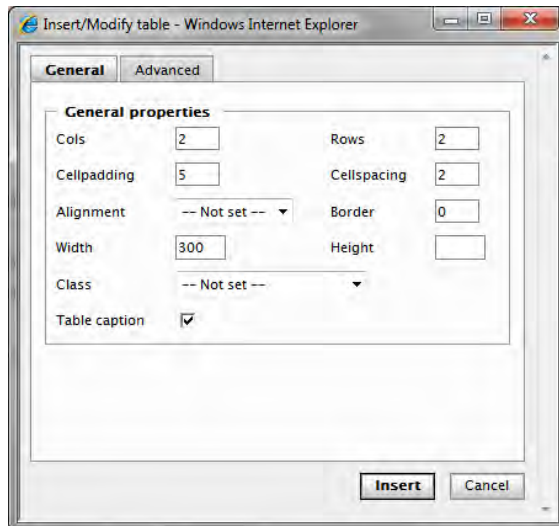 Insert/Modify table - Windows Internet Explorer
General Advanced
General properties
Cols 2 Rows 2
Cellpadding 5 Cellspacing 2
Alignment -- Not set -- Border 0
Width 300 Height
Class -- Not set --
Table caption
Insert Cancel